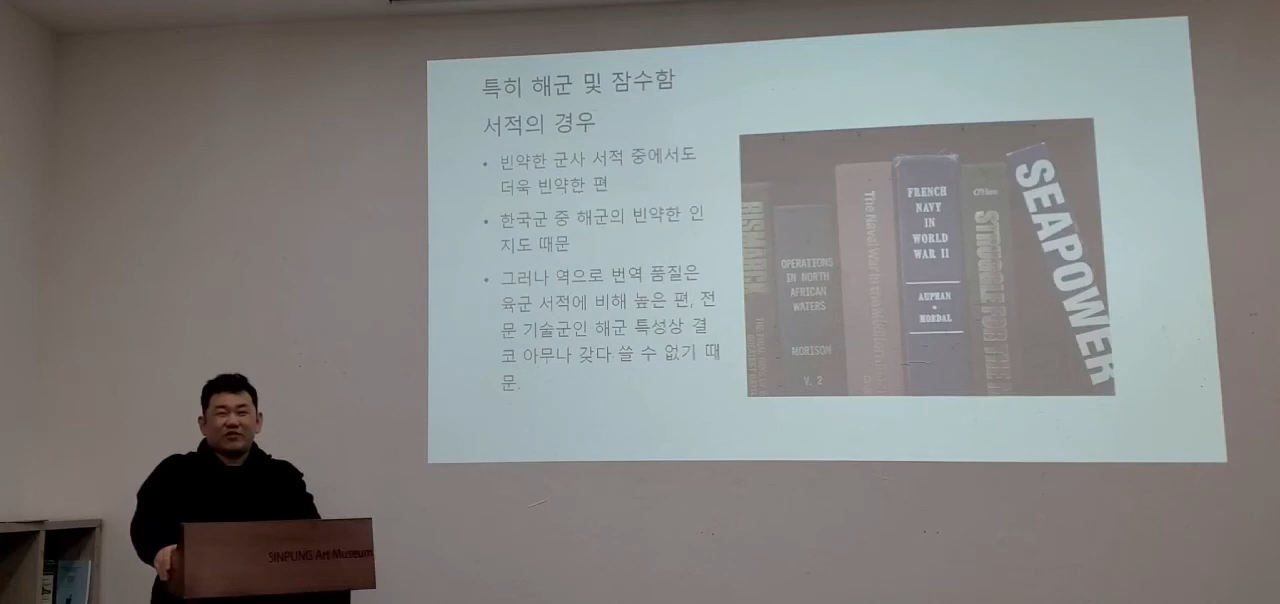 특히 해군 및 잠수함
서적의 경우
• 빈약한 군사 서적 중에서도
더욱 빈약한 편
• 한국군 중 해군의 빈약한 인
지도 때문
• 그러나 역으로 번역 품질은
육군 서적에 비해 높은 편, 전
문 기술군인 해군 특성상 결
코 아무나 갖다 쓸 수 없기 때
문.
BISMARCK
OPERATIONS
IN NORTH
AFRICAN
WATERS
MORISON
V. 2
The Naval War in the
FRENCH
NAVY
IN
WORLD
WAR II
AUPHAN
MORDAL
STRUGGLE FOR THE
SEAPOWER
SINPUNG Art Museum